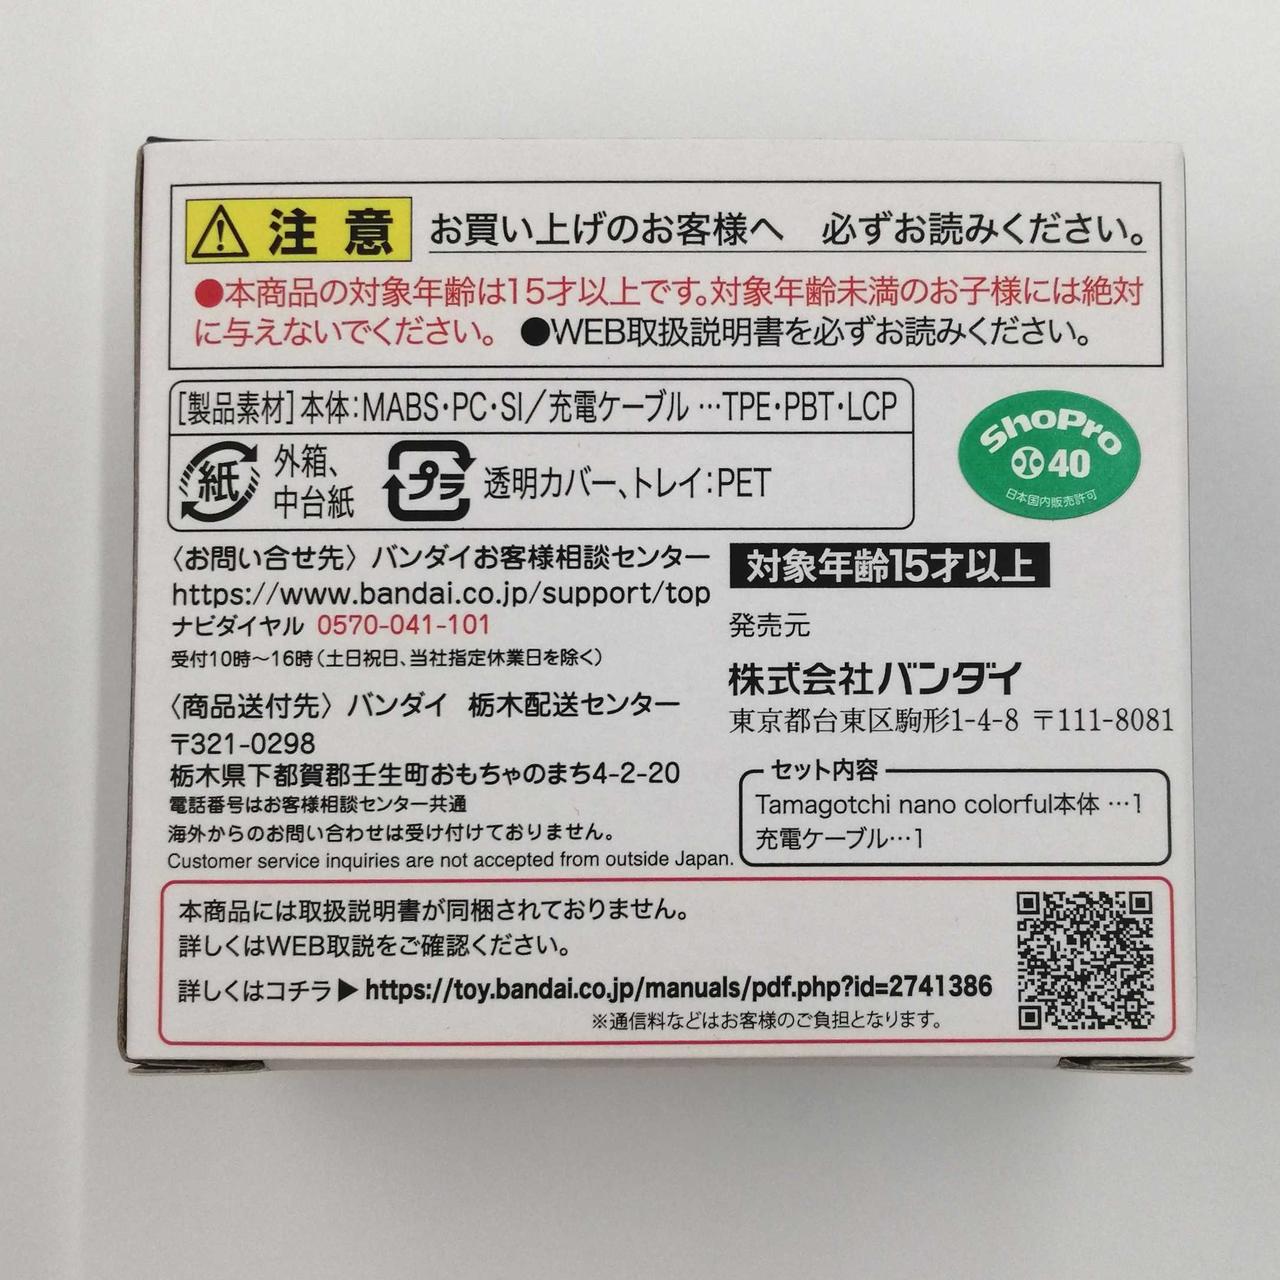 注意 お買い上げのお客様へ 必ずお読みください。
●本商品の対象年齢は15才以上です。対象年齢未満のお子様には絶対
に与えないでください。 ●WEB取扱説明書を必ずお読みください。
[製品素材]本体:MABS・PC・SI/充電ケーブル…TPE・PBT・LCP
紙 外箱、
中台紙
プラ 透明カバー、トレイ:PET
ShoPro
40
日本国内販売許可
〈お問い合せ先〉バンダイお客様相談センター
https://www.bandai.co.jp/support/top
ナビダイヤル 0570-041-101
受付10時~16時(土日祝日、当社指定休業日を除く)
〈商品送付先〉バンダイ 栃木配送センター
〒321-0298
栃木県下都賀郡壬生町おもちゃのまち4-2-20
電話番号はお客様相談センター共通
海外からのお問い合わせは受け付けておりません。
Customer service inquiries are not accepted from outside Japan.
対象年齢15才以上
発売元
株式会社バンダイ
東京都台東区駒形1-4-8 〒111-8081
セット内容
Tamagotchi nano colorful本体…1
充電ケーブル…1
本商品には取扱説明書が同梱されておりません。
詳しくはWEB取説をご確認ください。
詳しくはコチラ▶https://toy.bandai.co.jp/manuals/pdf.php?id=2741386
※通信料などはお客様のご負担となります。